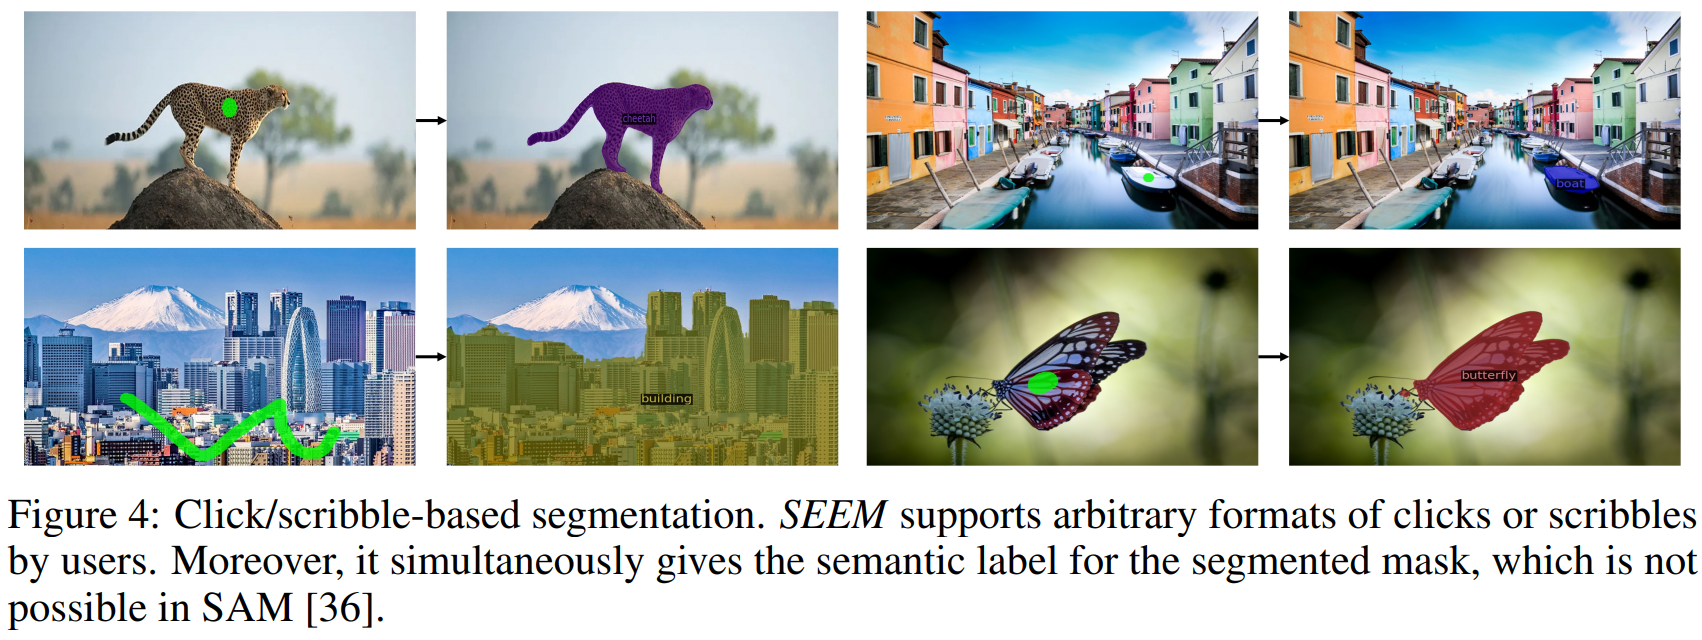 cheetah
boat
building
butterfly
Figure 4: Click/scribble-based segmentation. SEEM supports arbitrary formats of clicks or scribbles
by users. Moreover, it simultaneously gives the semantic label for the segmented mask, which is not
possible in SAM [36].